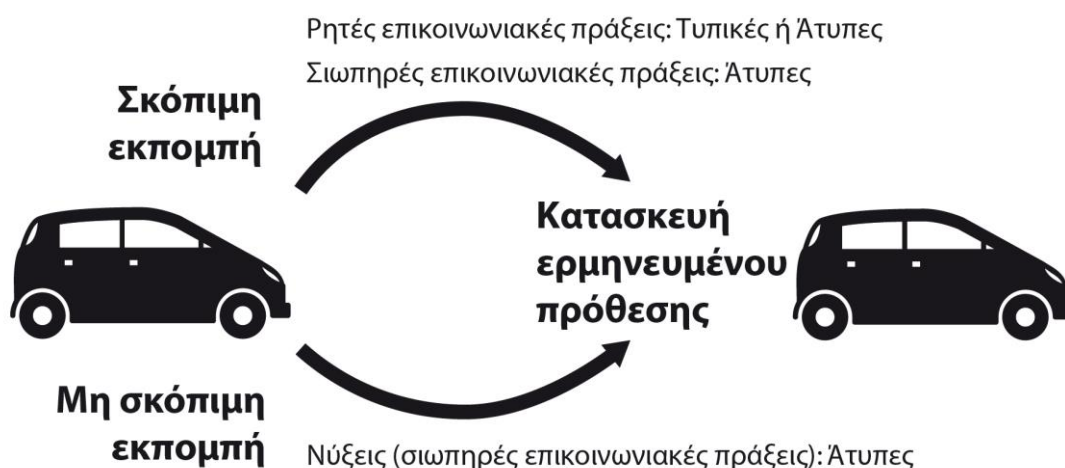 Ρητές επικοινωνιακές πράξεις: Τυπικές ή Άτυπες
Σιωπηρές επικοινωνιακές πράξεις: Άτυπες
Σκόπιμη
εκπομπή
Κατασκευή
ερμηνευμένου
πρόθεσης
Μη σκόπιμη
εκπομπή
Νύξεις (σιωπηρές επικοινωνιακές πράξεις): Άτυπες